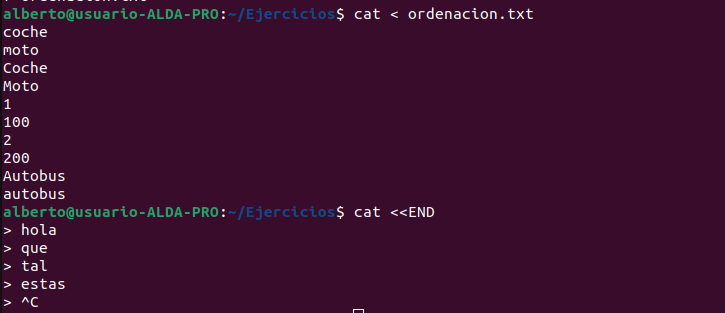 alberto@usuario-ALDA-PRO:~/Ejercicios$ cat < ordenacion.txt
coche
moto
Coche
Moto
1
100
2
200
Autobus
autobus
alberto@usuario-ALDA-PRO:~/Ejercicios$ cat <<END
> hola
> que
> tal
> estas
> ^C